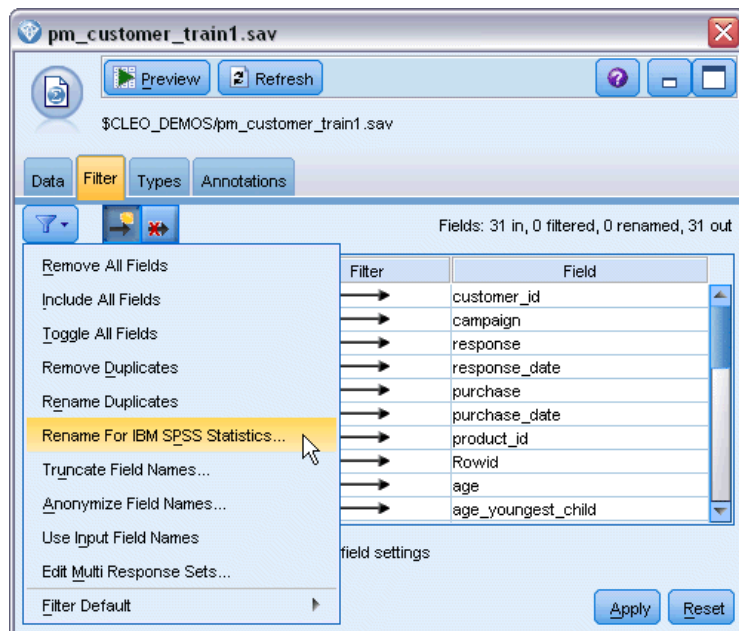 pm_customer_train1.sav
Preview
Refresh
$CLEO_DEMOS/pm_customer_train1.sav
Data
Filter
Types
Annotations
Fields: 31 in, 0 filtered, 0 renamed, 31 out
Remove All Fields
Include All Fields
Toggle All Fields
Remove Duplicates
Rename Duplicates
Rename For IBM SPSS Statistics...
Truncate Field Names...
Anonymize Field Names...
Use Input Field Names
Edit Multi Response Sets...
Filter Default
Filter
Field
customer_id
campaign
response
response_date
purchase
purchase_date
product_id
Rowid
age
age_youngest_child
field settings
Apply
Reset